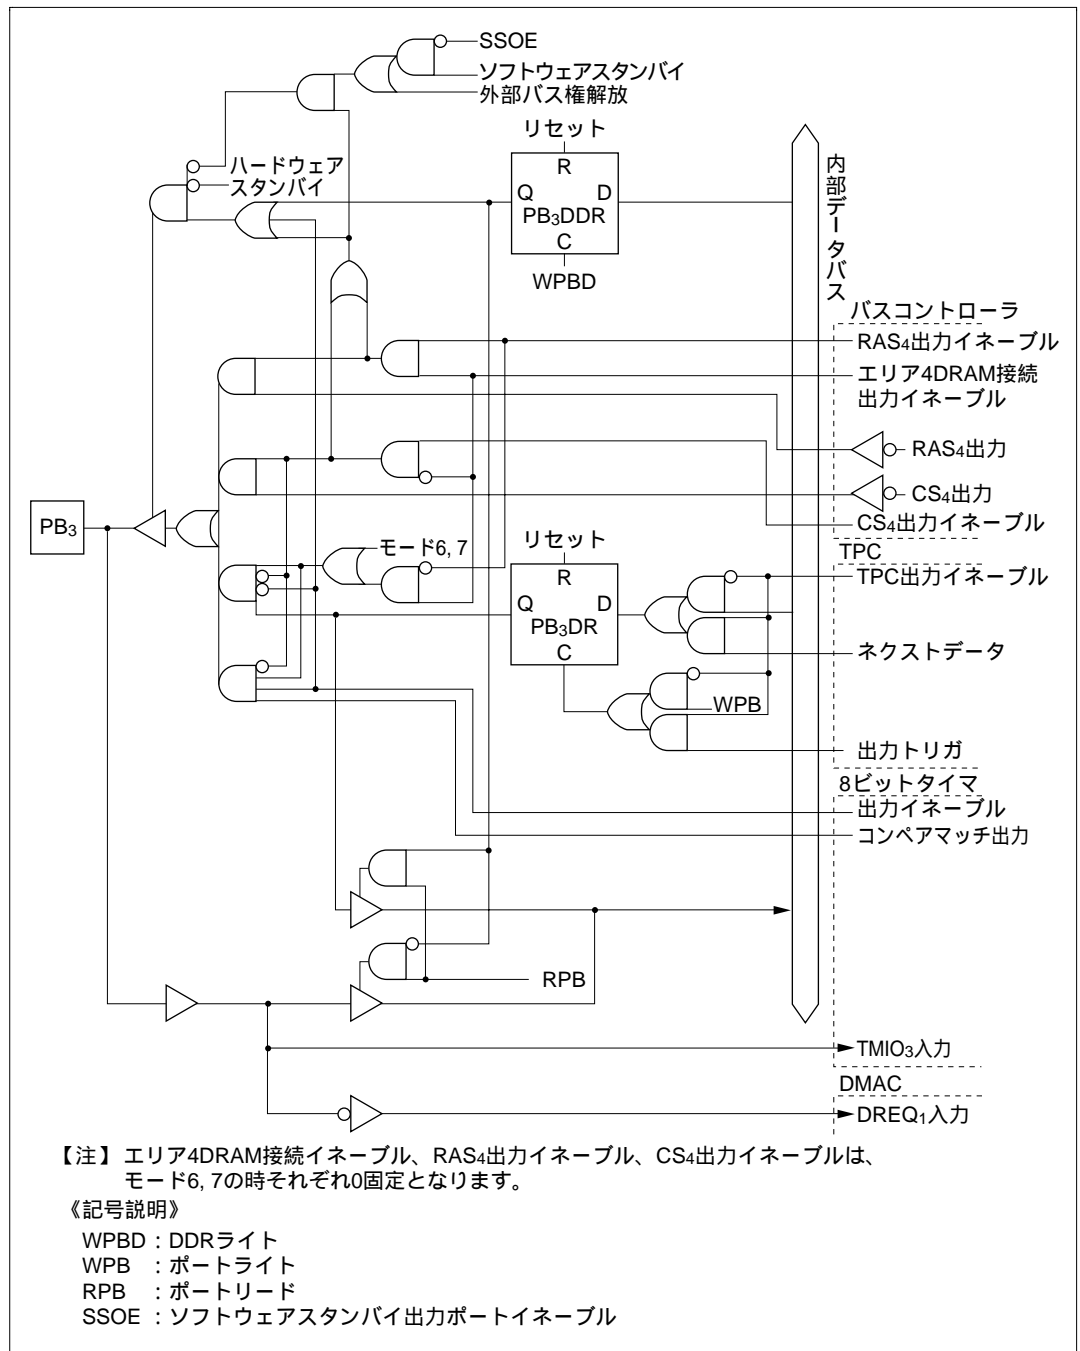 SSOE
ソフトウェアスタンバイ
外部バス権解放
リセット
ハードウェア
スタンバイ
R
Q D
PB3DDR
C
WPBD
内部データバス
バスコントローラ
RAS4出力イネーブル
エリア4DRAM接続
出力イネーブル
RAS4出力
CS4出力
CS4出力イネーブル
PB3
モード6, 7
リセット
R
Q D
PB3DR
C
TPC
TPC出力イネーブル
ネクストデータ
WPB
出力トリガ
8ビットタイマ
出力イネーブル
コンペアマッチ出力
RPB
TMIO3入力
DMAC
DREQ1入力
【注】 エリア4DRAM接続イネーブル、RAS4出力イネーブル、CS4出力イネーブルは、
モード6, 7の時それぞれ0固定となります。
《記号説明》
WPBD : DDRライト
WPB : ポートライト
RPB : ポートリード
SSOE : ソフトウェアスタンバイ出力ポートイネーブル